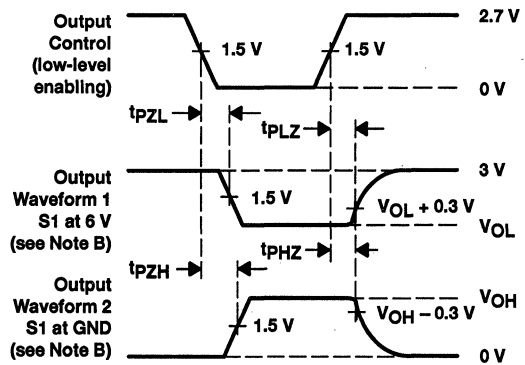 Output
Control
(low-level
enabling)
1.5 V
1.5 V
2.7 V
0 V
tPZL
tPLZ
Output
Waveform 1
S1 at 6 V
(see Note B)
1.5 V
3 V
VOL + 0.3 V
VOL
tPHZ
tPZH
Output
Waveform 2
S1 at GND
(see Note B)
1.5 V
VOH
VOH – 0.3 V
0 V